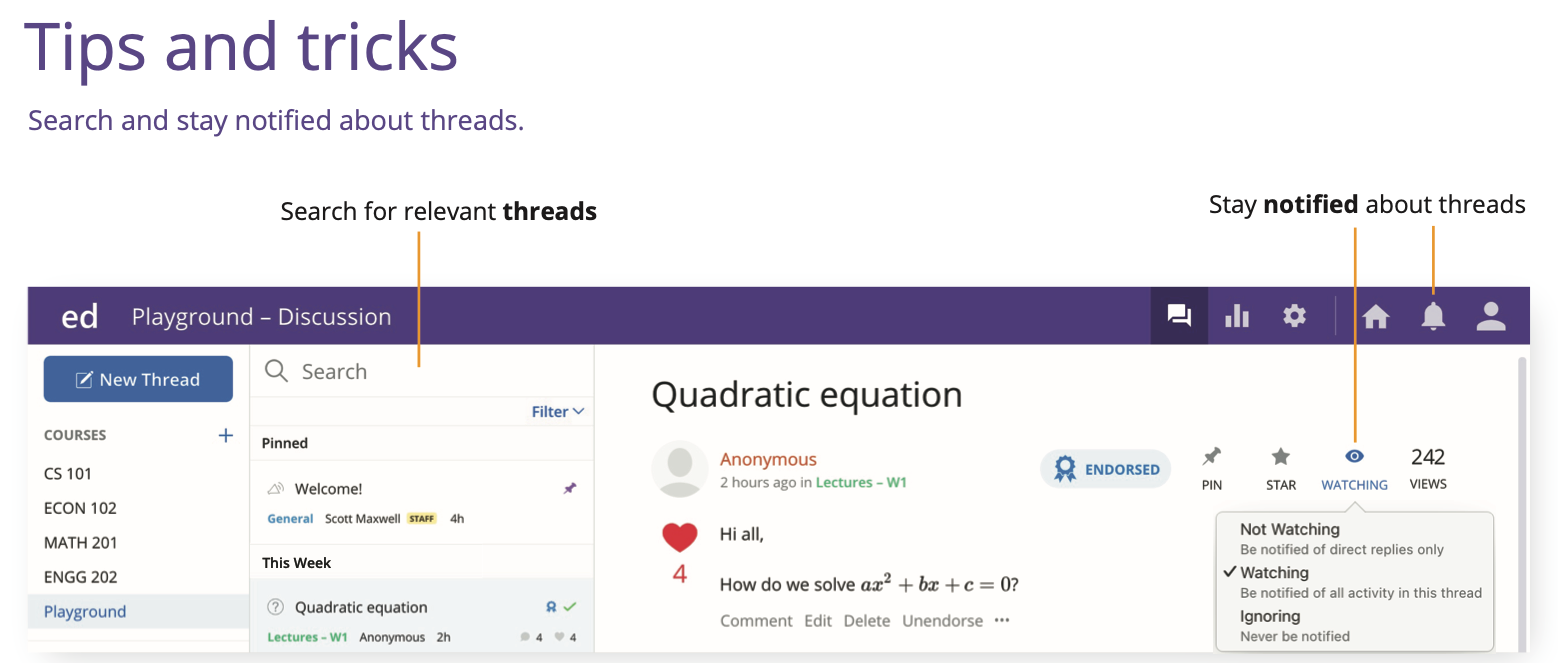 Tips and tricks
Search and stay notified about threads.
Search for relevant threads
Stay notified about threads
ed Playground – Discussion
New Thread
COURSES +
CS 101
ECON 102
MATH 201
ENGG 202
Playground
Search
Filter
Pinned
Welcome!
General Scott Maxwell STAFF 4h
This Week
Quadratic equation
Lectures – W1 Anonymous 2h 4 4
Quadratic equation
Anonymous
2 hours ago in Lectures – W1
ENDORSED
PIN
STAR
WATCHING
242
VIEWS
Not Watching
Be notified of direct replies only
Watching
Be notified of all activity in this thread
Ignoring
Never be notified
4
Hi all,
How do we solve ax² + bx + c = 0?
Comment Edit Delete Unendorse ···